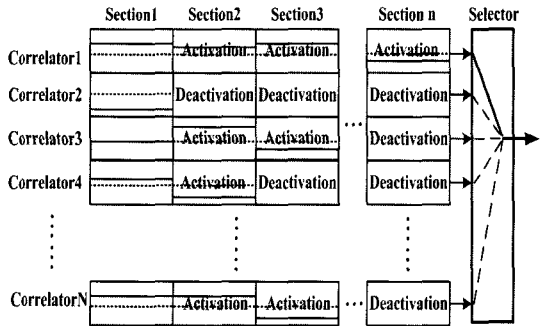 Section1 Section2 Section3 Section n Selector
Correlator1 Activation Activation Activation
Correlator2 Deactivation Deactivation Deactivation
Correlator3 Activation Activation Deactivation
Correlator4 Activation Deactivation Deactivation
CorrelatorN Activation Activation Deactivation